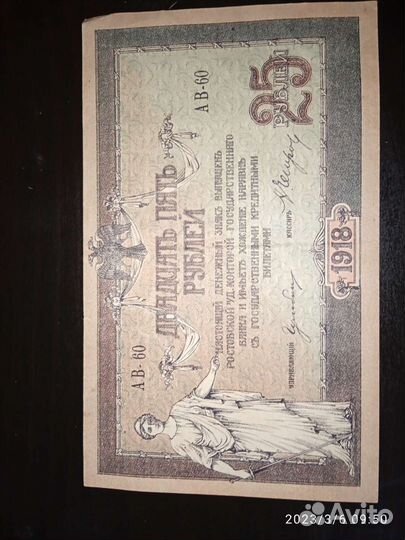 АВ-60
АВ-60
25
РУБЛЕЙ
ДВАДЦАТЬ ПЯТЬ
РУБЛЕЙ
НАСТОЯЩІЙ ДЕНЕЖНЫЙ ЗНАКЪ ВЫПУЩЕНЪ
РОСТОВСКОЙ Н/Д. КОНТОРОЙ ГОСУДАРСТВЕННАГО
БАНКА И ИМѢЕТЪ ХОЖДЕНІЕ НАРАВНѢ
СЪ ГОСУДАРСТВЕННЫМИ КРЕДИТНЫМИ
БИЛЕТАМИ
УПРАВЛЯЮЩІЙ
КАССИРЪ
1918
2023/3/6 09:50
Avito